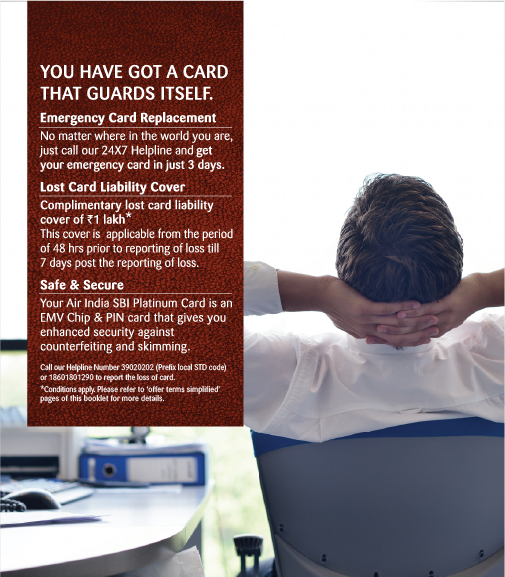 YOU HAVE GOT A CARD
THAT GUARDS ITSELF.
Emergency Card Replacement
No matter where in the world you are,
just call our 24X7 Helpline and get
your emergency card in just 3 days.
Lost Card Liability Cover
Complimentary lost card liability
cover of ₹1 lakh*
This cover is applicable from the period
of 48 hrs prior to reporting of loss till
7 days post the reporting of loss.
Safe & Secure
Your Air India SBI Platinum Card is an
EMV Chip & PIN card that gives you
enhanced security against
counterfeiting and skimming.
Call our Helpline Number 39020202 (Prefix local STD code)
or 18601801290 to report the loss of card.
*Conditions apply. Please refer to 'offer terms simplified'
pages of this booklet for more details.